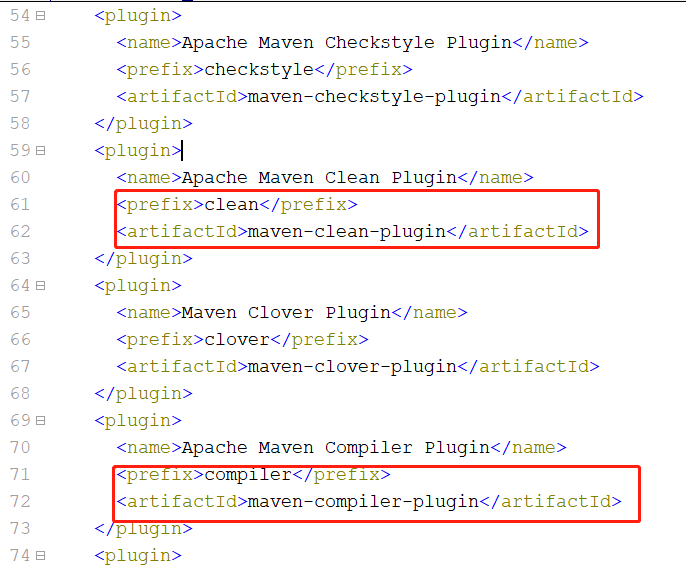 54 <plugin>
55 <name>Apache Maven Checkstyle Plugin</name>
56 <prefix>checkstyle</prefix>
57 <artifactId>maven-checkstyle-plugin</artifactId>
58 </plugin>
59 <plugin>
60 <name>Apache Maven Clean Plugin</name>
61 <prefix>clean</prefix>
62 <artifactId>maven-clean-plugin</artifactId>
63 </plugin>
64 <plugin>
65 <name>Maven Clover Plugin</name>
66 <prefix>clover</prefix>
67 <artifactId>maven-clover-plugin</artifactId>
68 </plugin>
69 <plugin>
70 <name>Apache Maven Compiler Plugin</name>
71 <prefix>compiler</prefix>
72 <artifactId>maven-compiler-plugin</artifactId>
73 </plugin>
74 <plugin>